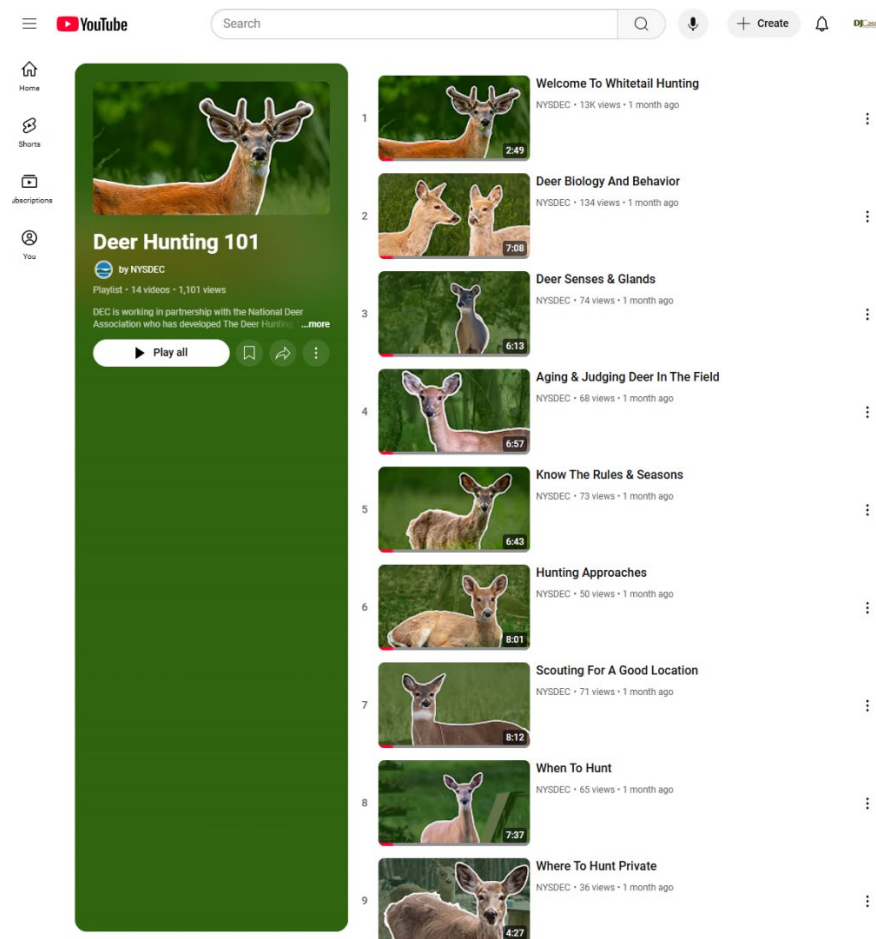 YouTube
Search
Create
Home
Shorts
ubscriptions
You
Deer Hunting 101
by NYSDEC
Playlist • 14 videos • 1,101 views
DEC is working in partnership with the National Deer
Association who has developed The Deer Hunting ...more
Play all
1
2:49
Welcome To Whitetail Hunting
NYSDEC • 13K views • 1 month ago
2
7:08
Deer Biology And Behavior
NYSDEC • 134 views • 1 month ago
3
6:13
Deer Senses & Glands
NYSDEC • 74 views • 1 month ago
4
6:57
Aging & Judging Deer In The Field
NYSDEC • 68 views • 1 month ago
5
6:43
Know The Rules & Seasons
NYSDEC • 73 views • 1 month ago
6
8:01
Hunting Approaches
NYSDEC • 50 views • 1 month ago
7
8:12
Scouting For A Good Location
NYSDEC • 71 views • 1 month ago
8
7:37
When To Hunt
NYSDEC • 65 views • 1 month ago
9
4:27
Where To Hunt Private
NYSDEC • 36 views • 1 month ago